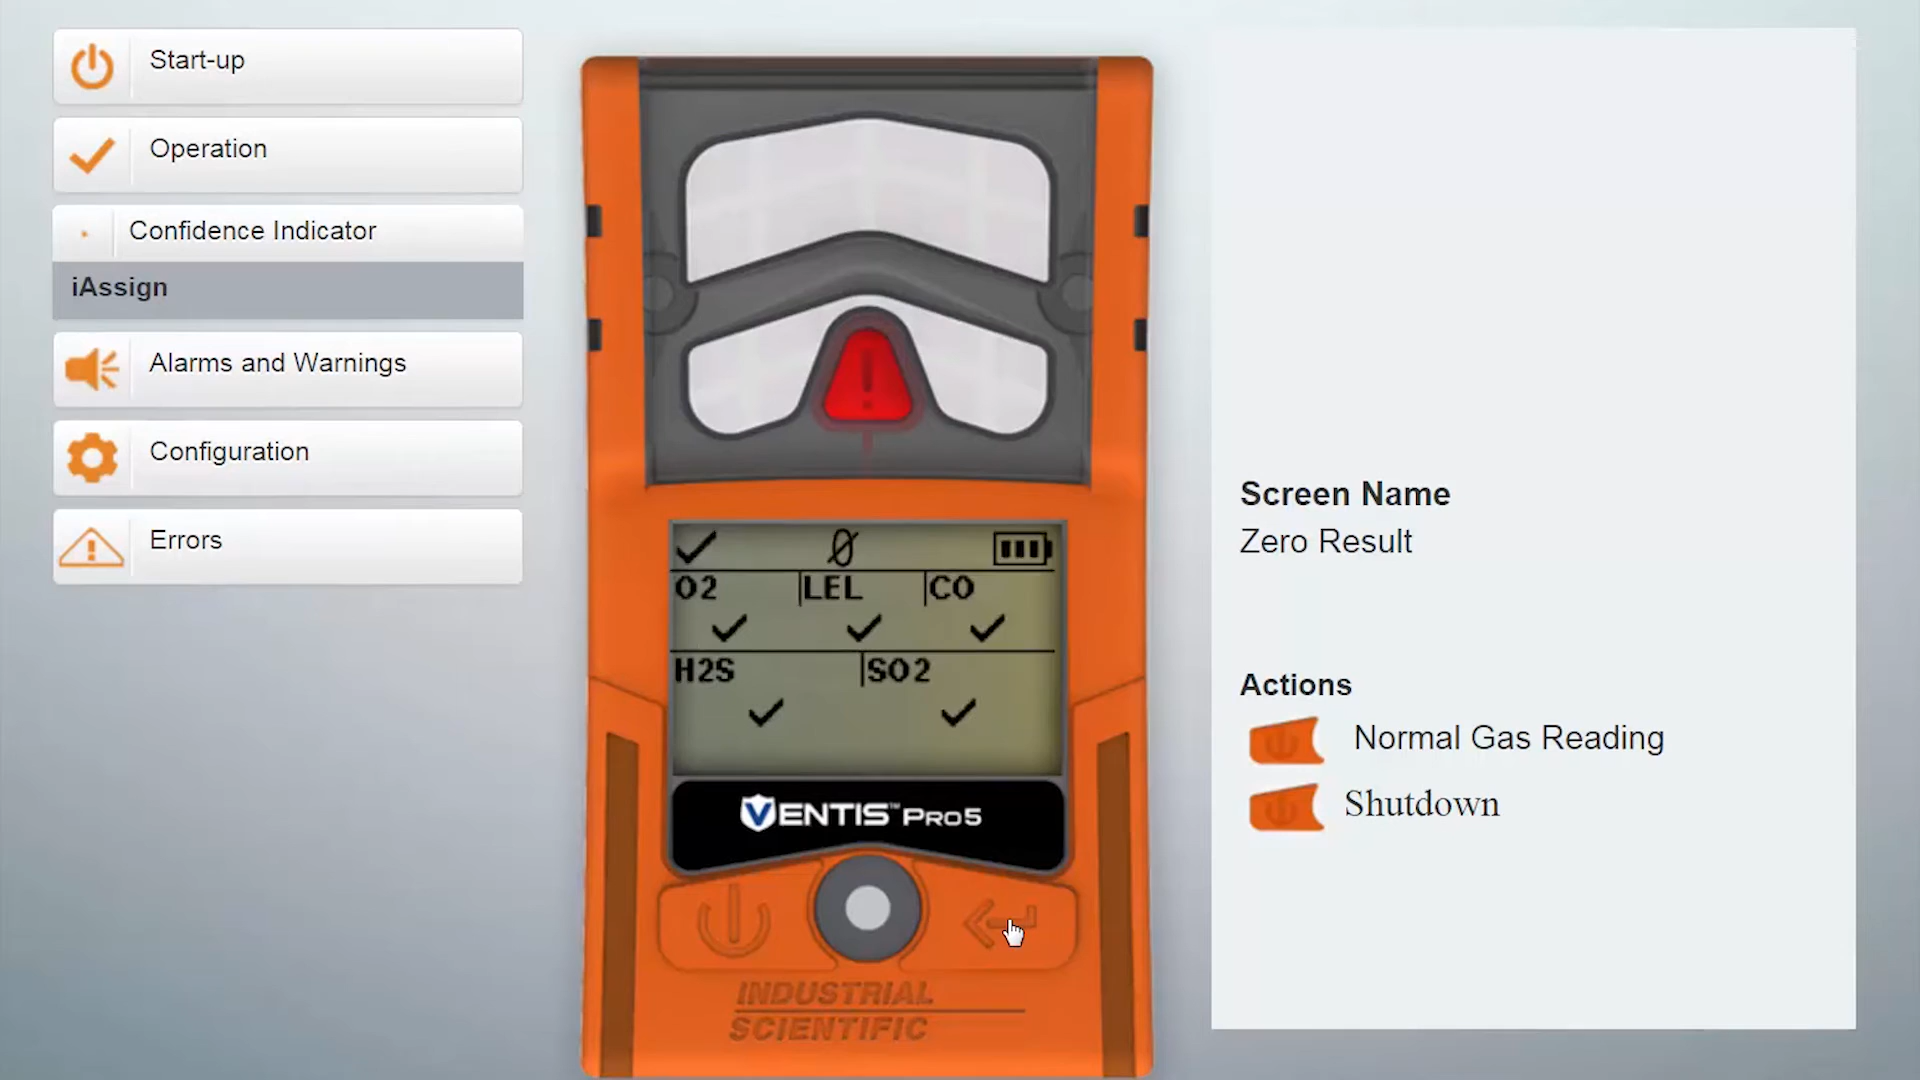 Start-up
Operation
Confidence Indicator
iAssign
Alarms and Warnings
Configuration
Errors
O2 LEL CO
H2S SO2
VENTIS™ PRO5
INDUSTRIAL
SCIENTIFIC
Screen Name
Zero Result
Actions
Normal Gas Reading
Shutdown